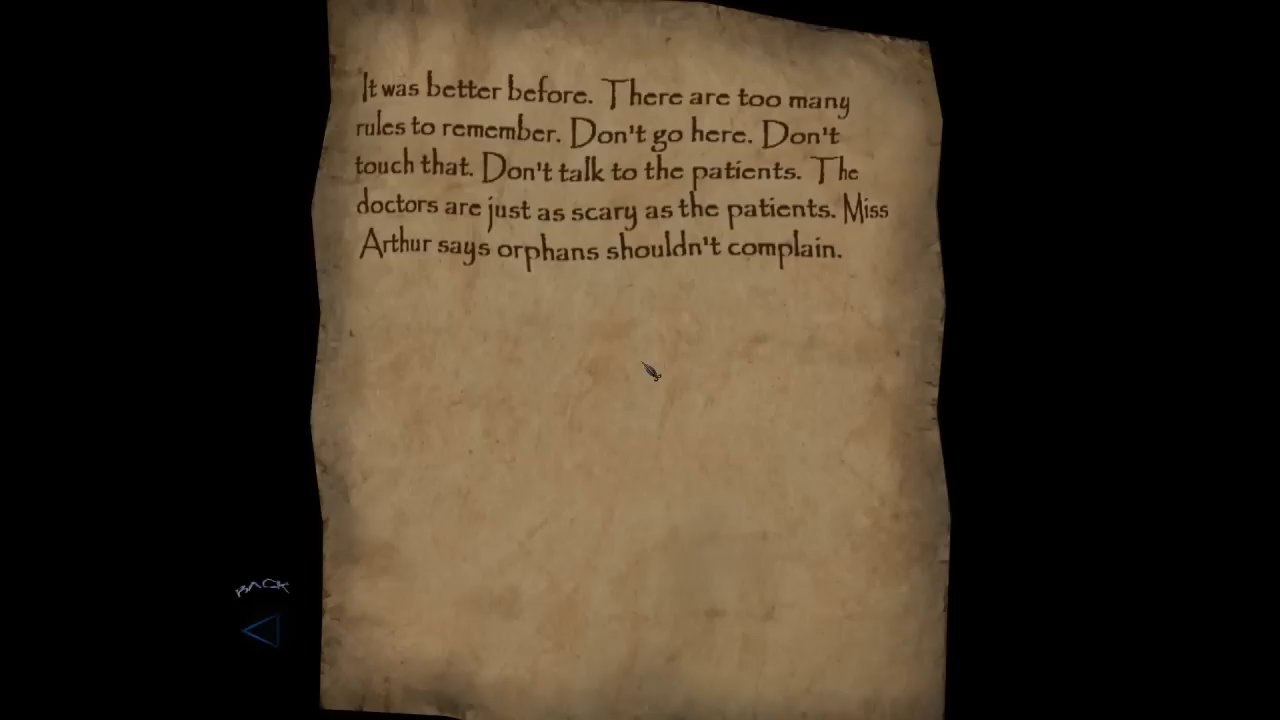 It was better before. There are too many
rules to remember. Don't go here. Don't
touch that. Don't talk to the patients. The
doctors are just as scary as the patients. Miss
Arthur says orphans shouldn't complain.
BACK